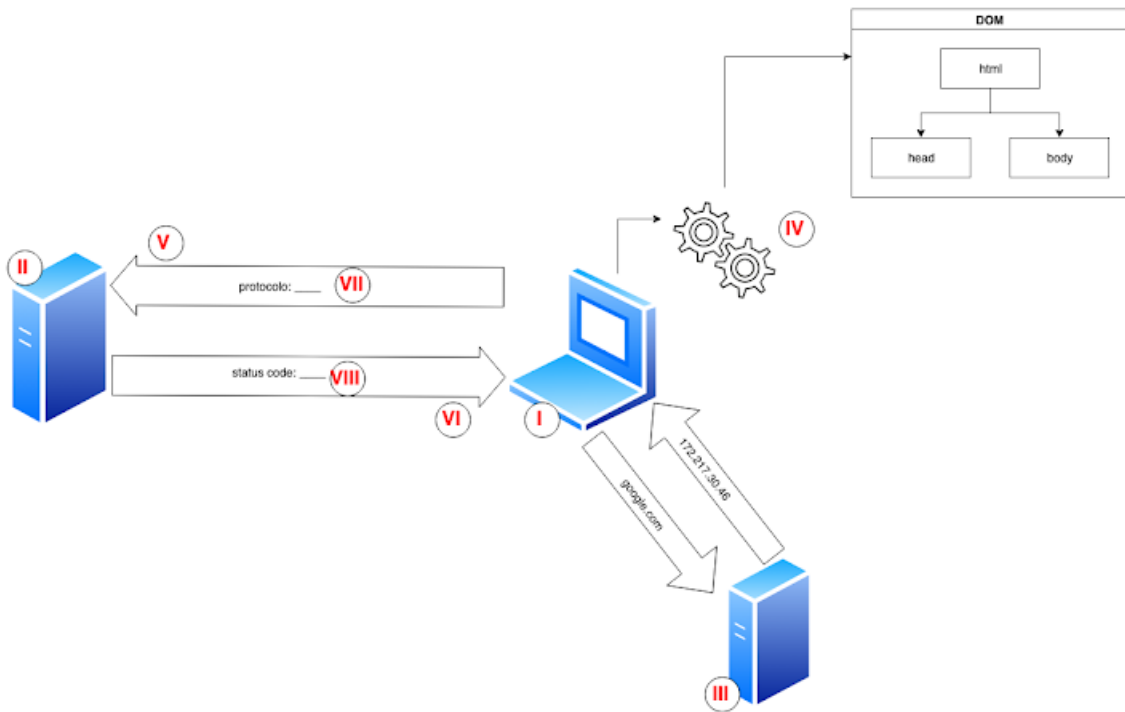 DOM
html
head
body
IV
V
II
protocolo: ____ VII
status code: ____ VIII
VI
I
google.com
172.217.30.46
III